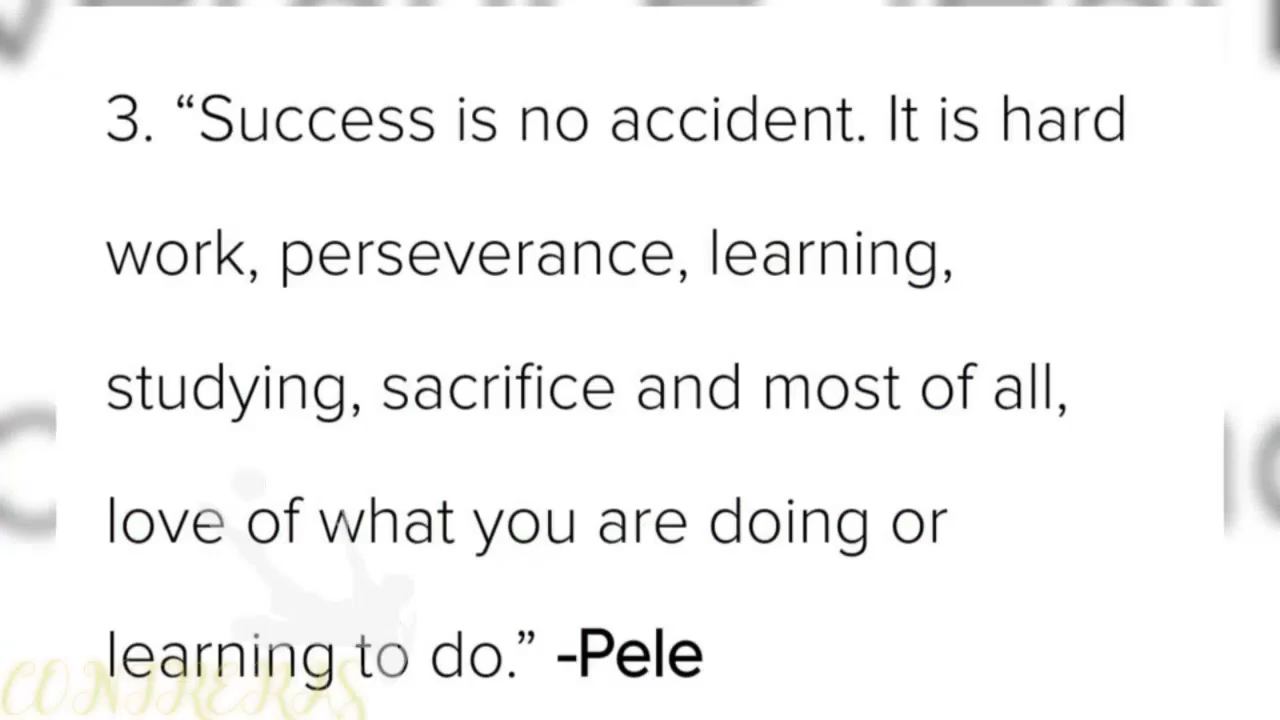 3. “Success is no accident. It is hard
work, perseverance, learning,
studying, sacrifice and most of all,
love of what you are doing or
learning to do.” -Pele
CONTRERAS